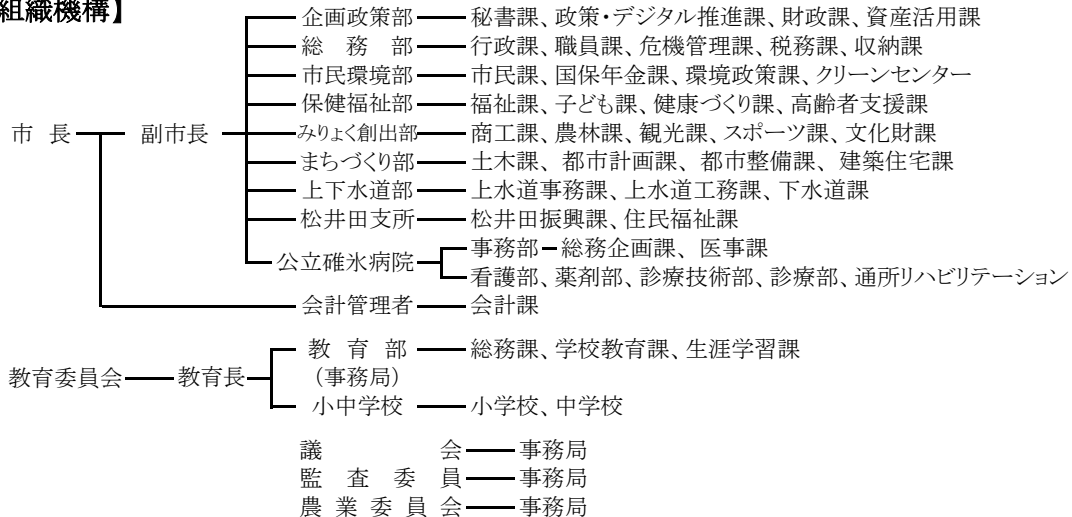 組織機構】
企画政策部 秘書課、政策・デジタル推進課、財政課、資産活用課
総務部 行政課、職員課、危機管理課、税務課、収納課
市民環境部 市民課、国保年金課、環境政策課、クリーンセンター
保健福祉部 福祉課、子ども課、健康づくり課、高齢者支援課
市長 副市長 みりょく創出部 商工課、農林課、観光課、スポーツ課、文化財課
まちづくり部 土木課、都市計画課、都市整備課、建築住宅課
上下水道部 上水道事務課、上水道工務課、下水道課
松井田支所 松井田振興課、住民福祉課
公立碓氷病院 事務部 総務企画課、医事課
看護部、薬剤部、診療技術部、診療部、通所リハビリテーション
会計管理者 会計課
教育部 総務課、学校教育課、生涯学習課
教育委員会 教育長 (事務局)
小中学校 小学校、中学校
議会 事務局
監査委員 事務局
農業委員会 事務局